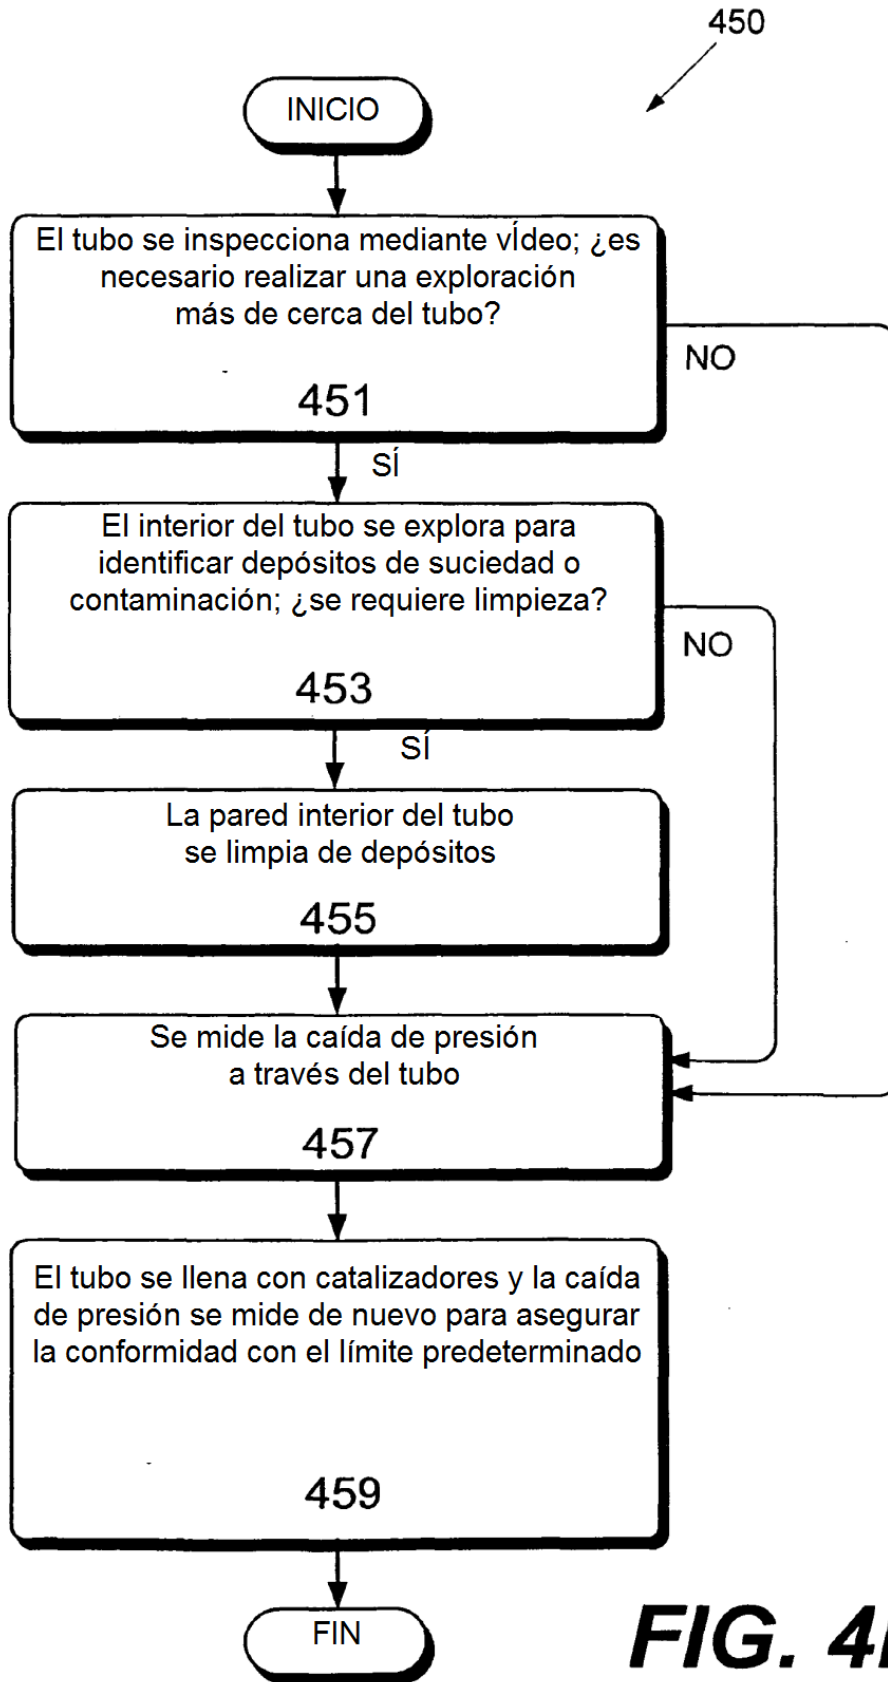 450
INICIO
El tubo se inspecciona mediante vÍdeo; ¿es
necesario realizar una exploración
más de cerca del tubo?
NO
451
SÍ
El interior del tubo se explora para
identificar depósitos de suciedad o
contaminación; ¿se requiere limpieza?
NO
453
SÍ
La pared interior del tubo
se limpia de depósitos
455
Se mide la caída de presión
a través del tubo
457
El tubo se llena con catalizadores y la caída
de presión se mide de nuevo para asegurar
la conformidad con el límite predeterminado
459
FIN
FIG.